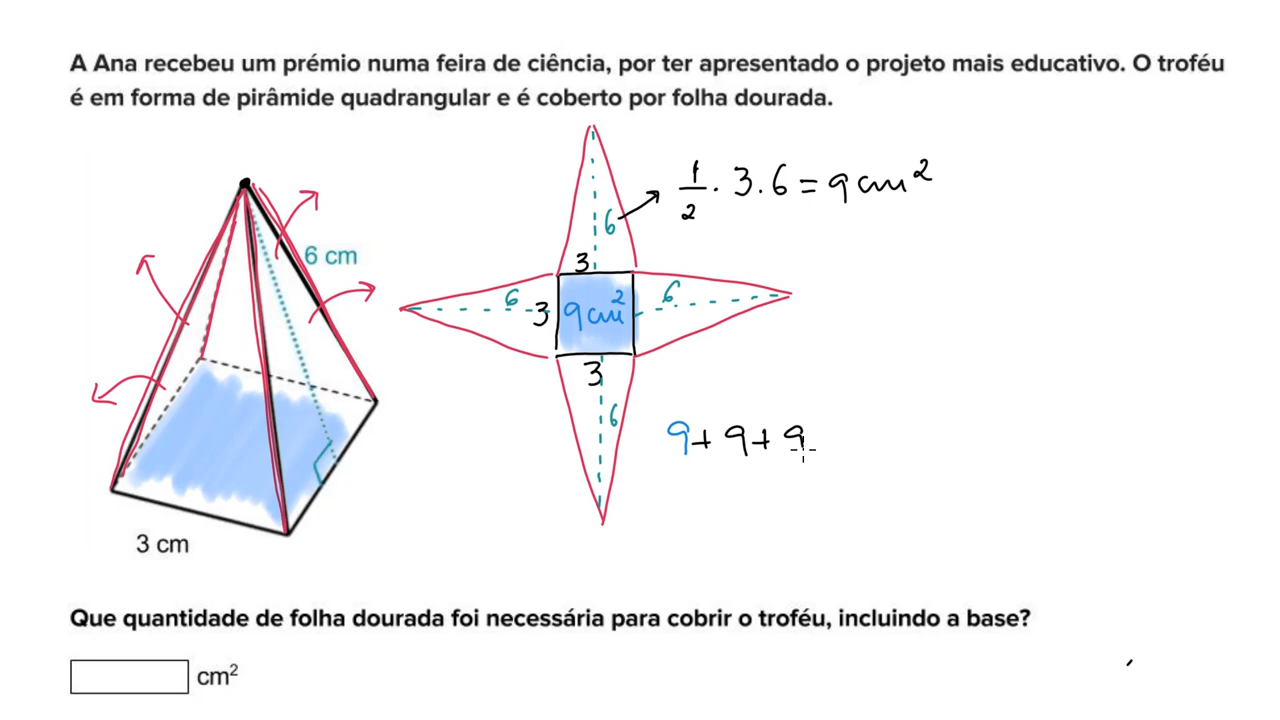 A Ana recebeu um prémio numa feira de ciência, por ter apresentado o projeto mais educativo. O troféu
é em forma de pirâmide quadrangular e é coberto por folha dourada.
1/2 . 3 . 6 = 9 cm²
6 cm
6
3
6
3
9 cm²
6
3
6
9 + 9 + 9
3 cm
Que quantidade de folha dourada foi necessária para cobrir o troféu, incluindo a base?
cm²